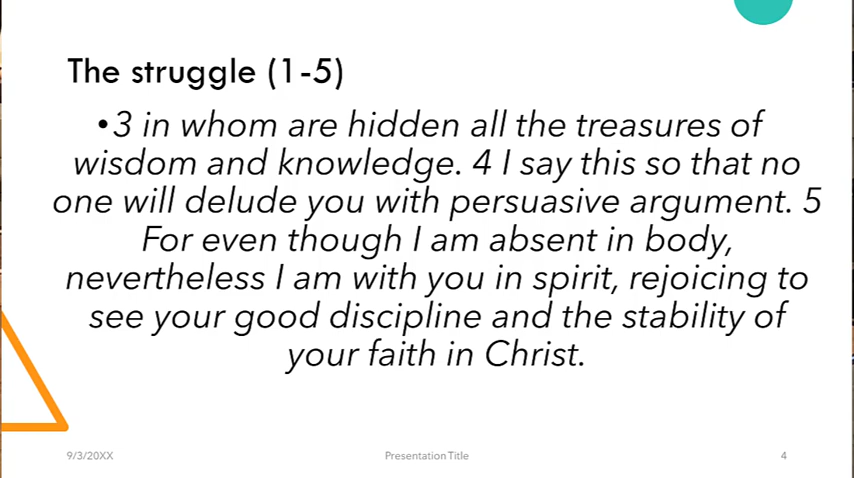 The struggle (1-5)
•3 in whom are hidden all the treasures of
wisdom and knowledge. 4 I say this so that no
one will delude you with persuasive argument. 5
For even though I am absent in body,
nevertheless I am with you in spirit, rejoicing to
see your good discipline and the stability of
your faith in Christ.
9/3/20XX
Presentation Title
4